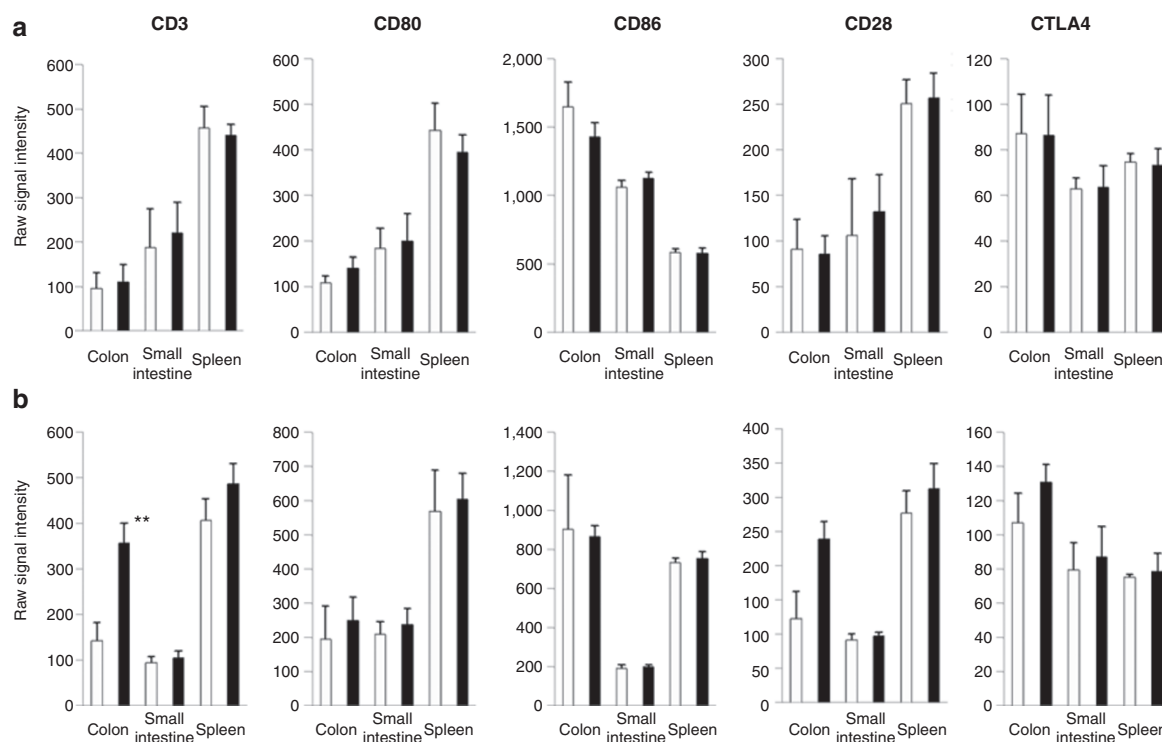 a
CD3
CD80
CD86
CD28
CTLA4
Raw signal intensity
600
500
400
300
200
100
0
Colon
Small intestine
Spleen
600
500
400
300
200
100
0
Colon
Small intestine
Spleen
2,000
1,500
1,000
500
0
Colon
Small intestine
Spleen
300
250
200
150
100
50
0
Colon
Small intestine
Spleen
120
100
80
60
40
20
0
Colon
Small intestine
Spleen
b
Raw signal intensity
600
500
400
300
200
100
0
**
Colon
Small intestine
Spleen
800
700
600
500
400
300
200
100
0
Colon
Small intestine
Spleen
1,400
1,200
1,000
800
600
400
200
0
Colon
Small intestine
Spleen
400
350
300
250
200
100
100
50
0
Colon
Small intestine
Spleen
160
140
120
100
80
60
40
20
0
Colon
Small intestine
Spleen